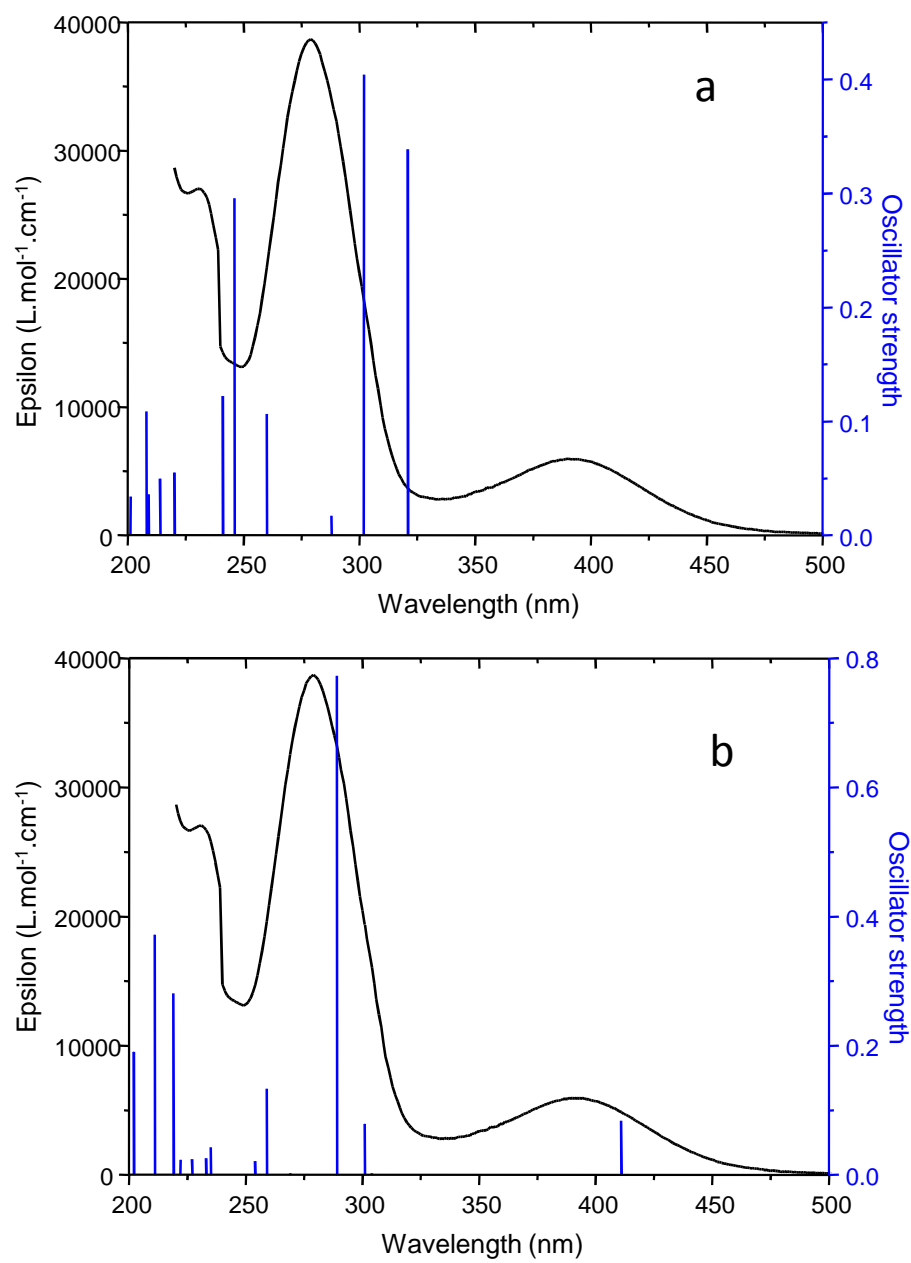 40000
30000
20000
10000
0
Epsilon (L.mol⁻¹.cm⁻¹)
a
0.4
0.3
0.2
0.1
0.0
Oscillator strength
200 250 300 350 400 450 500
Wavelength (nm)
40000
30000
20000
10000
0
Epsilon (L.mol⁻¹.cm⁻¹)
b
0.8
0.6
0.4
0.2
0.0
Oscillator strength
200 250 300 350 400 450 500
Wavelength (nm)